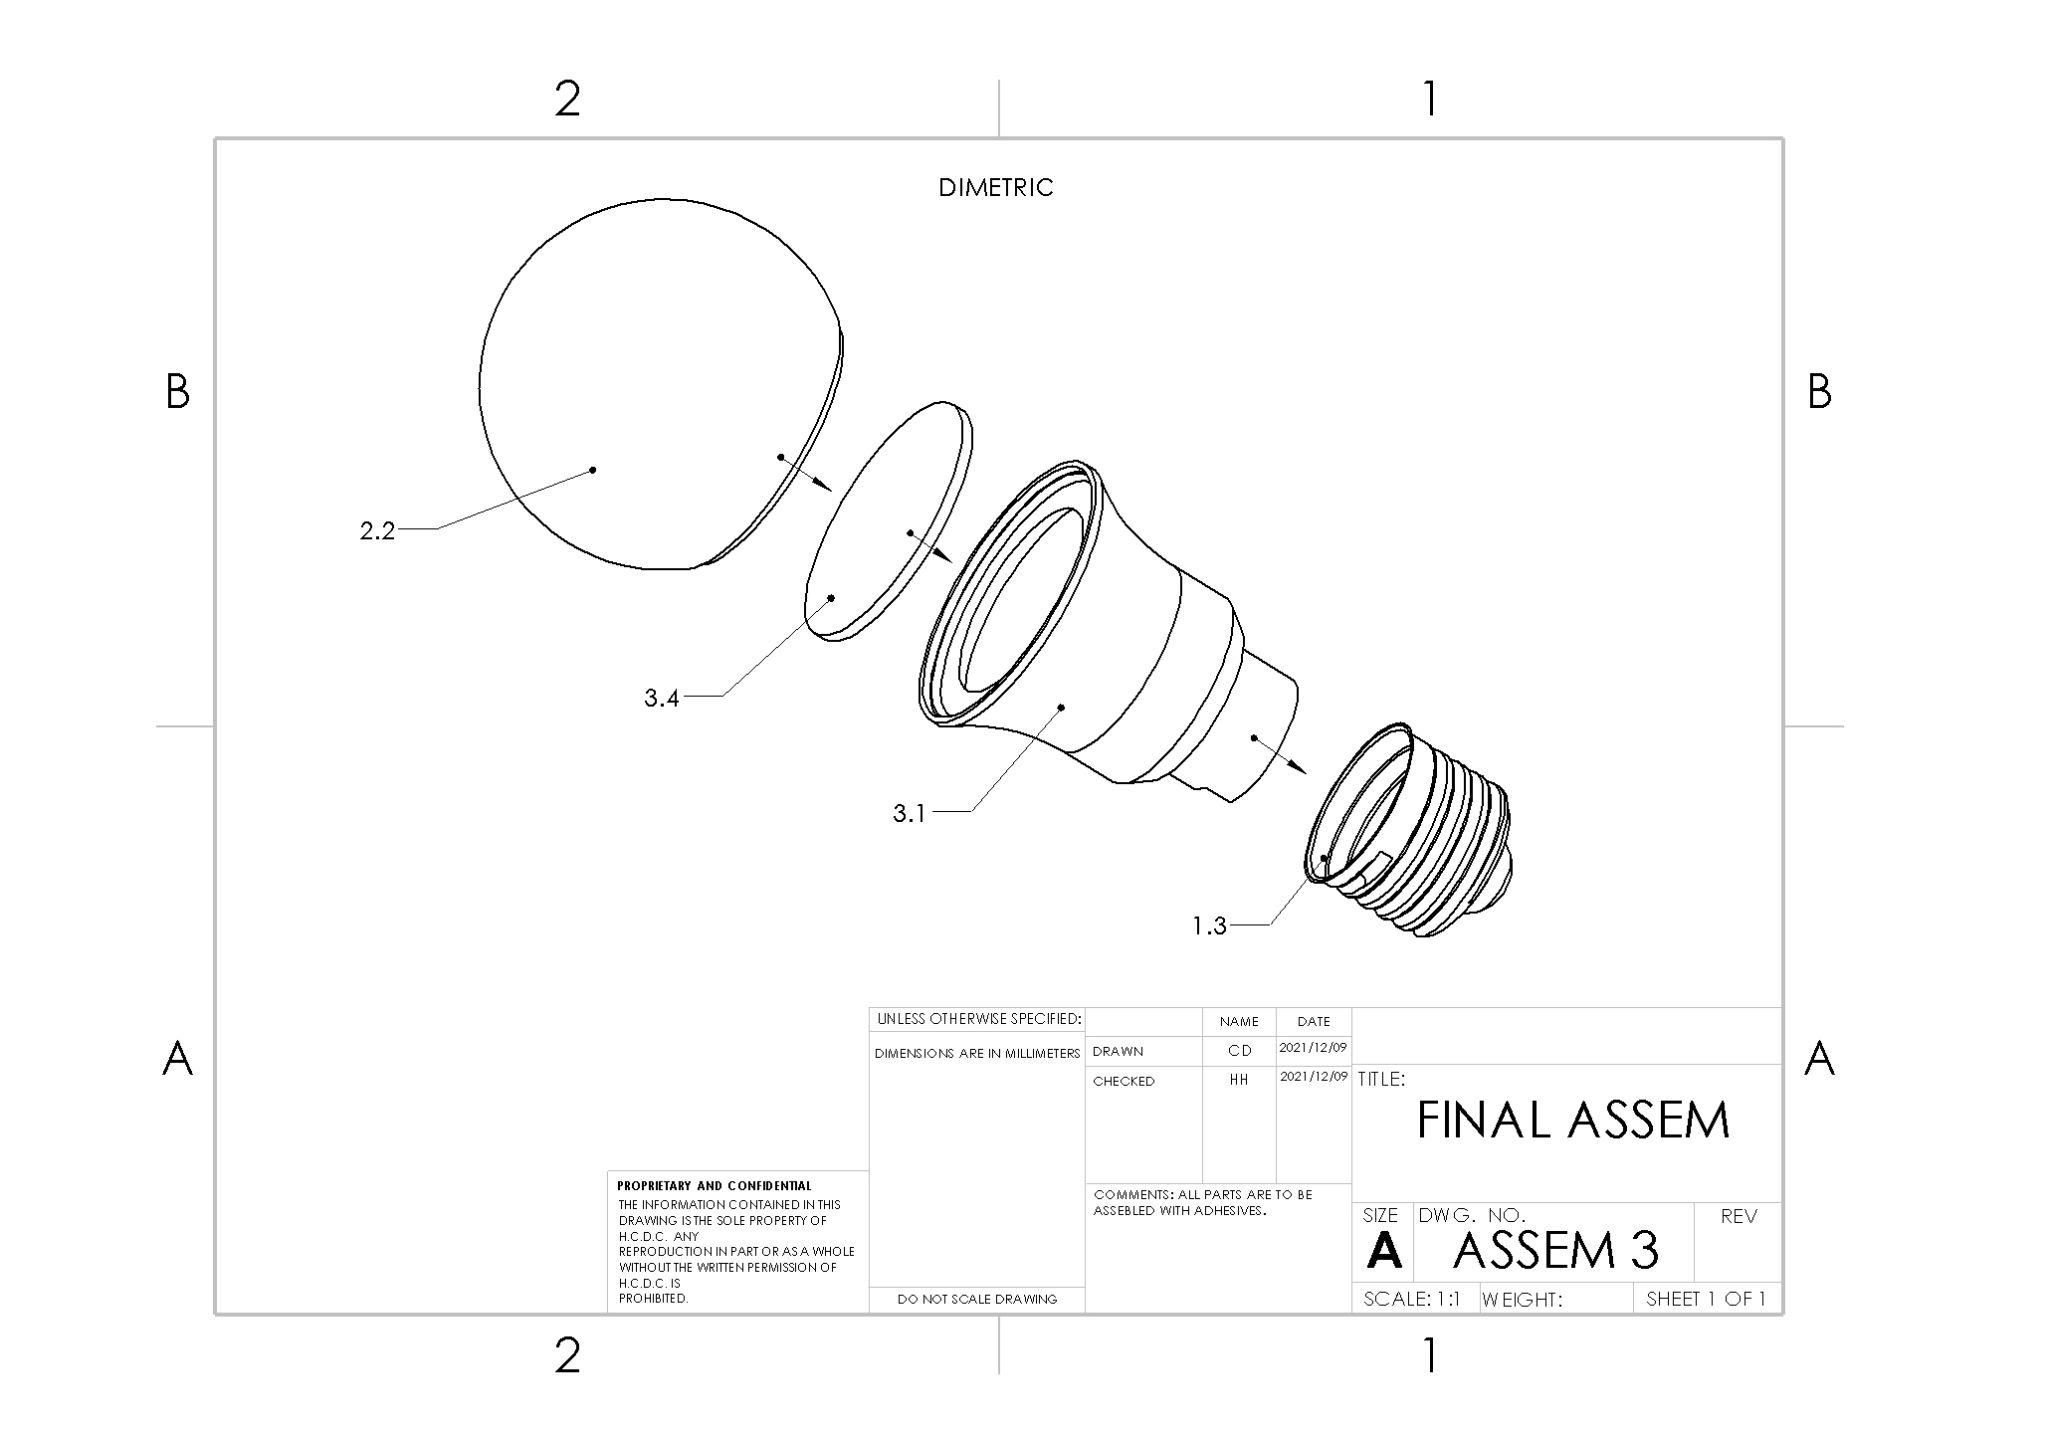 2 1
DIMETRIC
B B
2.2
3.4
3.1
1.3
A A
UNLESS OTHERWISE SPECIFIED:
DIMENSIONS ARE IN MILLIMETERS
DO NOT SCALE DRAWING
NAME DATE
DRAWN CD 2021/12/09
CHECKED HH 2021/12/09
COMMENTS: ALL PARTS ARE TO BE
ASSEBLED WITH ADHESIVES.
TITLE:
FINAL ASSEM
SIZE DWG. NO. REV
A ASSEM 3
SCALE: 1:1 WEIGHT: SHEET 1 OF 1
PROPRIETARY AND CONFIDENTIAL
THE INFORMATION CONTAINED IN THIS
DRAWING IS THE SOLE PROPERTY OF
H.C.D.C. ANY
REPRODUCTION IN PART OR AS A WHOLE
WITHOUT THE WRITTEN PERMISSION OF
H.C.D.C. IS
PROHIBITED.
2 1